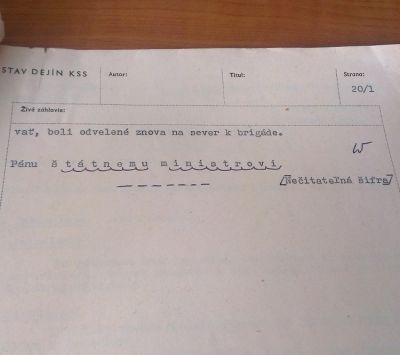 STAV DEJÍN KSS
Autor:
Titul:
Strana:
20/1
Živé záhlavie:
vať, boli odvelené znova na sever k brigáde.
Pánu štátnemu ministrovi
[Nečitateľná šifra]